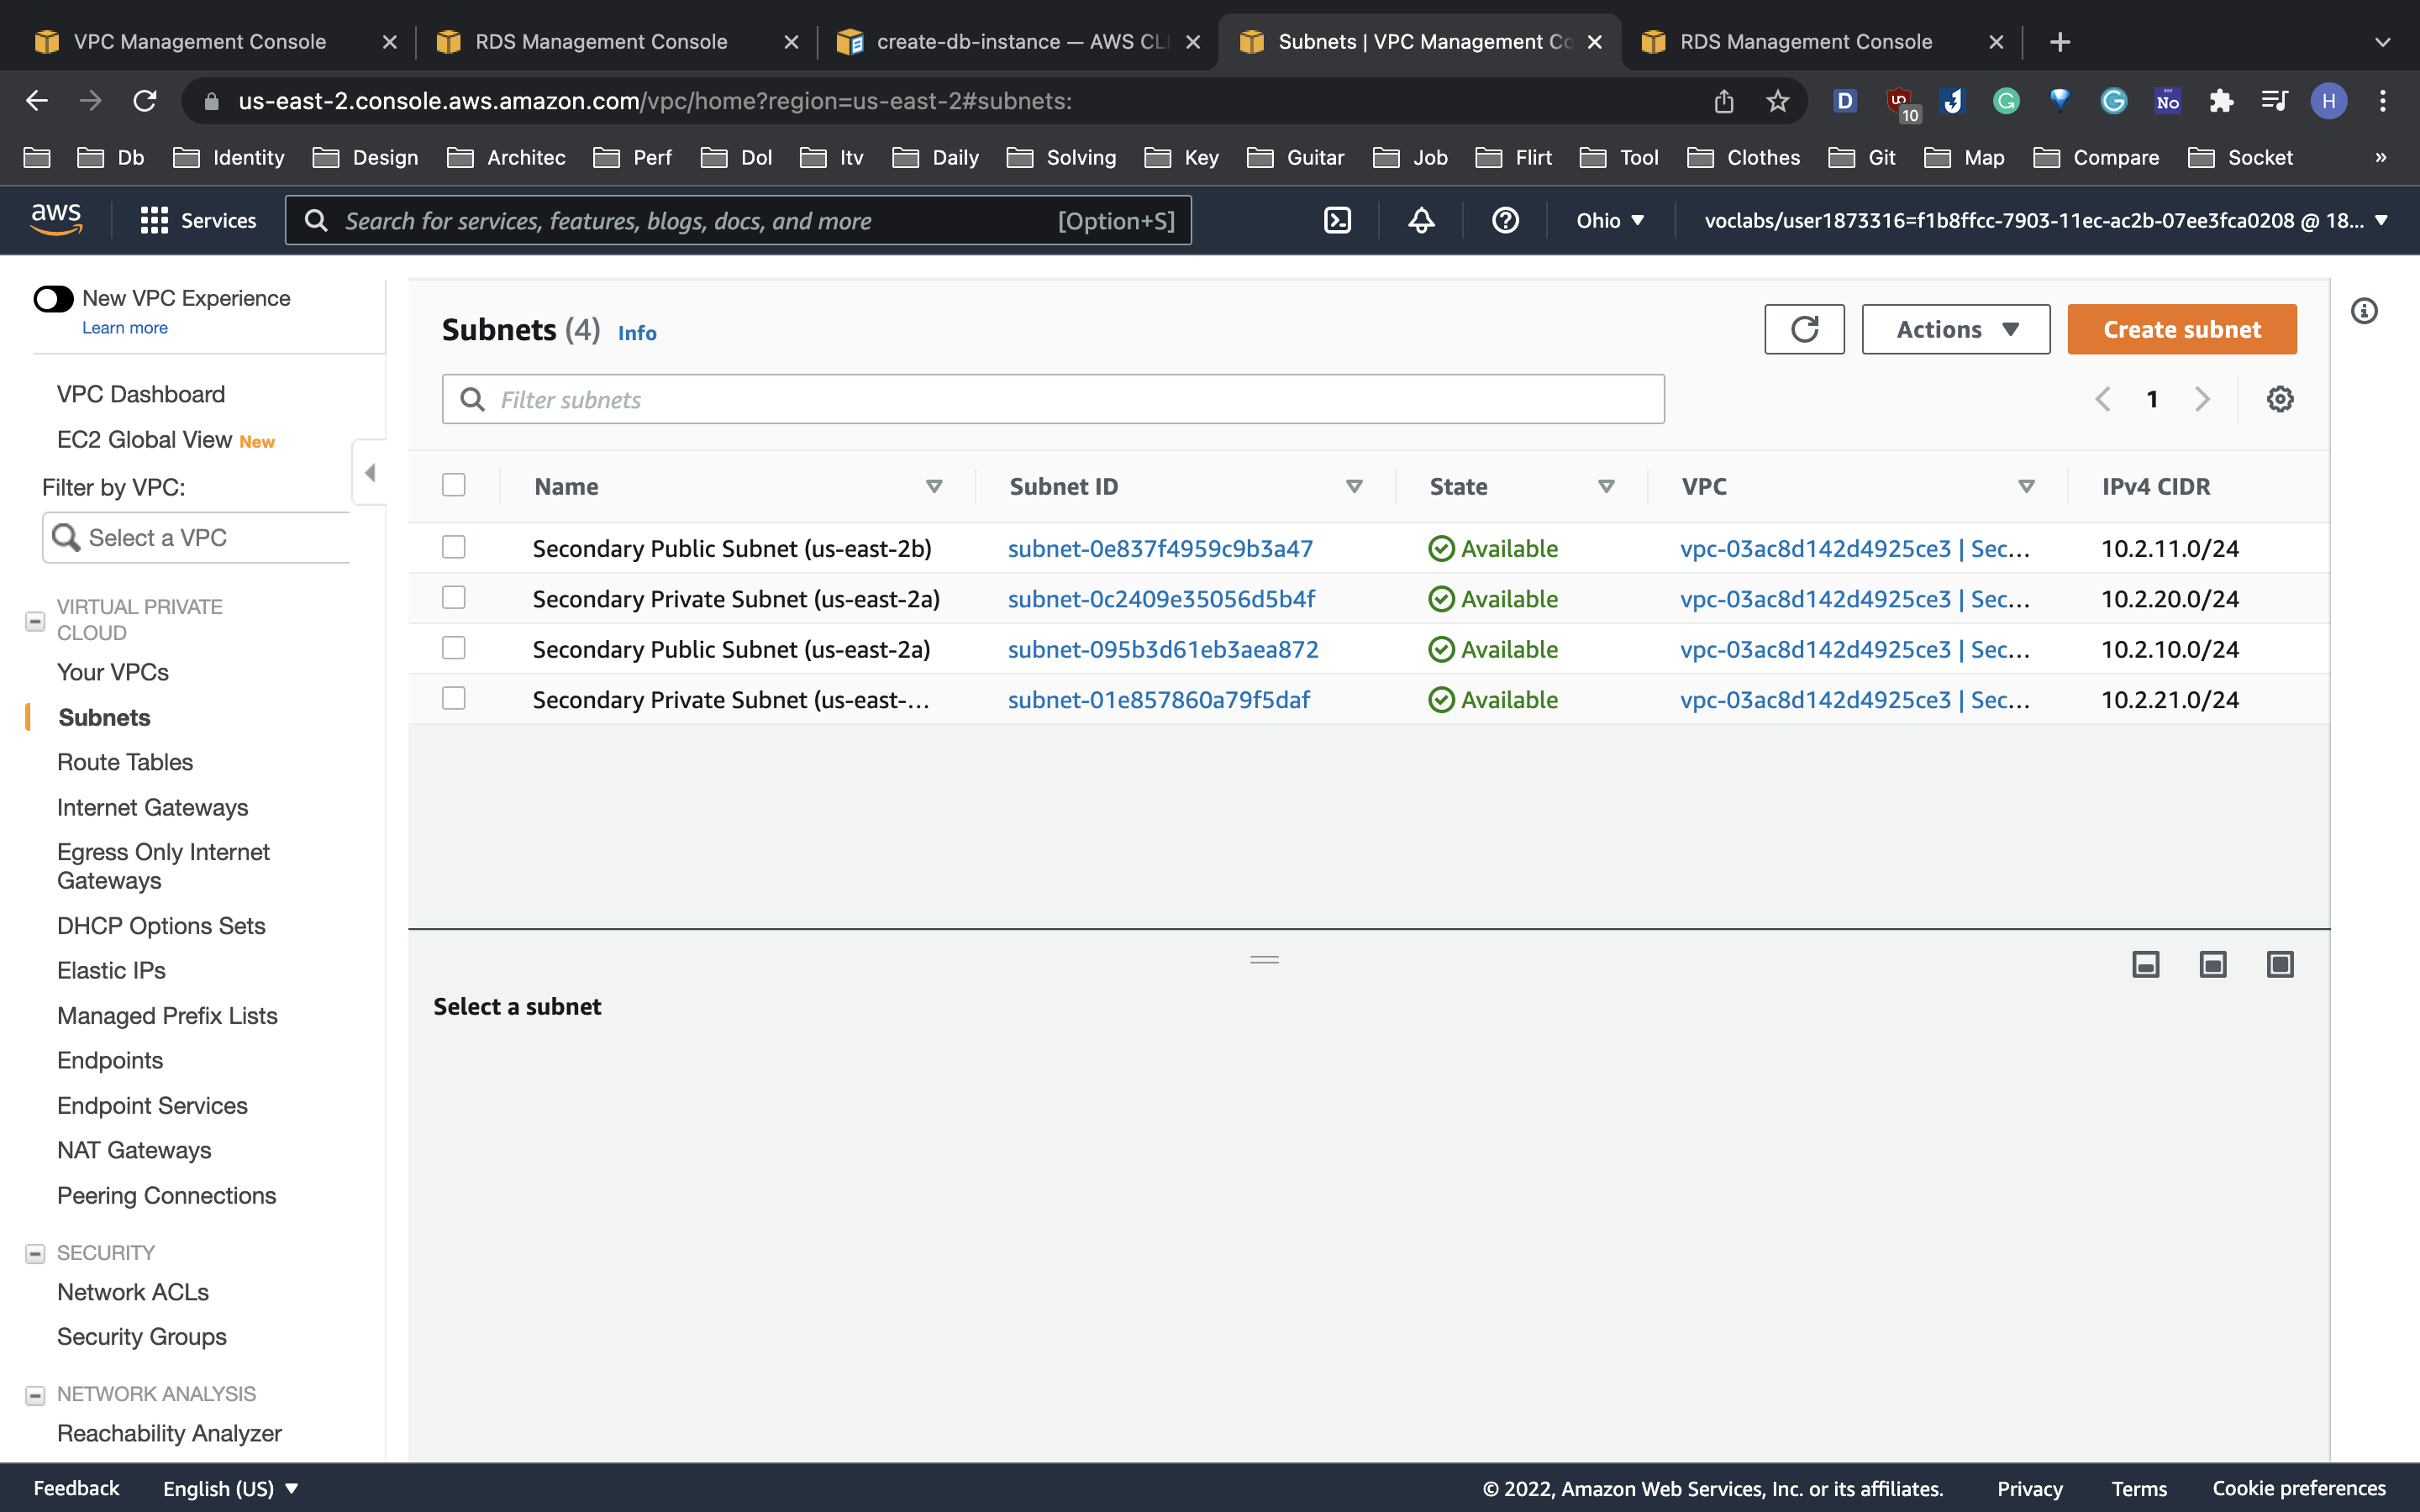 VPC Management Console
RDS Management Console
create-db-instance — AWS CLI
Subnets | VPC Management Co
RDS Management Console
us-east-2.console.aws.amazon.com/vpc/home?region=us-east-2#subnets:
10
No
H
Db
Identity
Design
Architec
Perf
Dol
Itv
Daily
Solving
Key
Guitar
Job
Flirt
Tool
Clothes
Git
Map
Compare
Socket
»
aws
Services
Search for services, features, blogs, docs, and more
[Option+S]
Ohio
voclabs/user1873316=f1b8ffcc-7903-11ec-ac2b-07ee3fca0208 @ 18...
New VPC Experience
Learn more
VPC Dashboard
EC2 Global View New
Filter by VPC:
Select a VPC
VIRTUAL PRIVATE
CLOUD
Your VPCs
Subnets
Route Tables
Internet Gateways
Egress Only Internet
Gateways
DHCP Options Sets
Elastic IPs
Managed Prefix Lists
Endpoints
Endpoint Services
NAT Gateways
Peering Connections
SECURITY
Network ACLs
Security Groups
NETWORK ANALYSIS
Reachability Analyzer
Subnets (4) Info
Actions
Create subnet
Filter subnets
1
Name Subnet ID State VPC IPv4 CIDR
Secondary Public Subnet (us-east-2b) subnet-0e837f4959c9b3a47 Available vpc-03ac8d142d4925ce3 | Sec... 10.2.11.0/24
Secondary Private Subnet (us-east-2a) subnet-0c2409e35056d5b4f Available vpc-03ac8d142d4925ce3 | Sec... 10.2.20.0/24
Secondary Public Subnet (us-east-2a) subnet-095b3d61eb3aea872 Available vpc-03ac8d142d4925ce3 | Sec... 10.2.10.0/24
Secondary Private Subnet (us-east-... subnet-01e857860a79f5daf Available vpc-03ac8d142d4925ce3 | Sec... 10.2.21.0/24
Select a subnet
Feedback
English (US)
© 2022, Amazon Web Services, Inc. or its affiliates.
Privacy
Terms
Cookie preferences